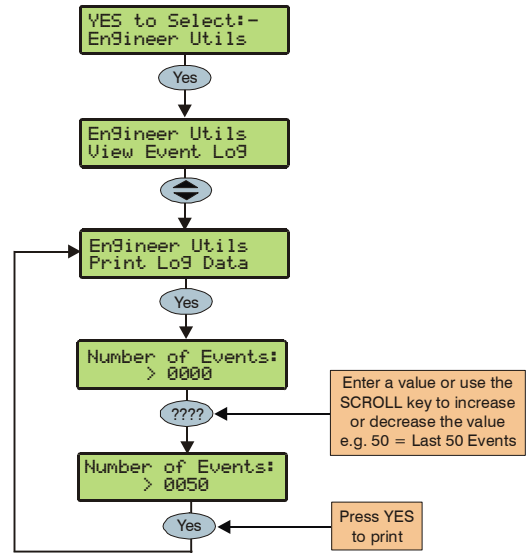 YES to Select:-
Engineer Utils
Yes
Engineer Utils
View Event Log
Engineer Utils
Print Log Data
Yes
Number of Events:
> 0000
Enter a value or use the
SCROLL key to increase
or decrease the value
e.g. 50 = Last 50 Events
????
Number of Events:
> 0050
Press YES
to print
Yes